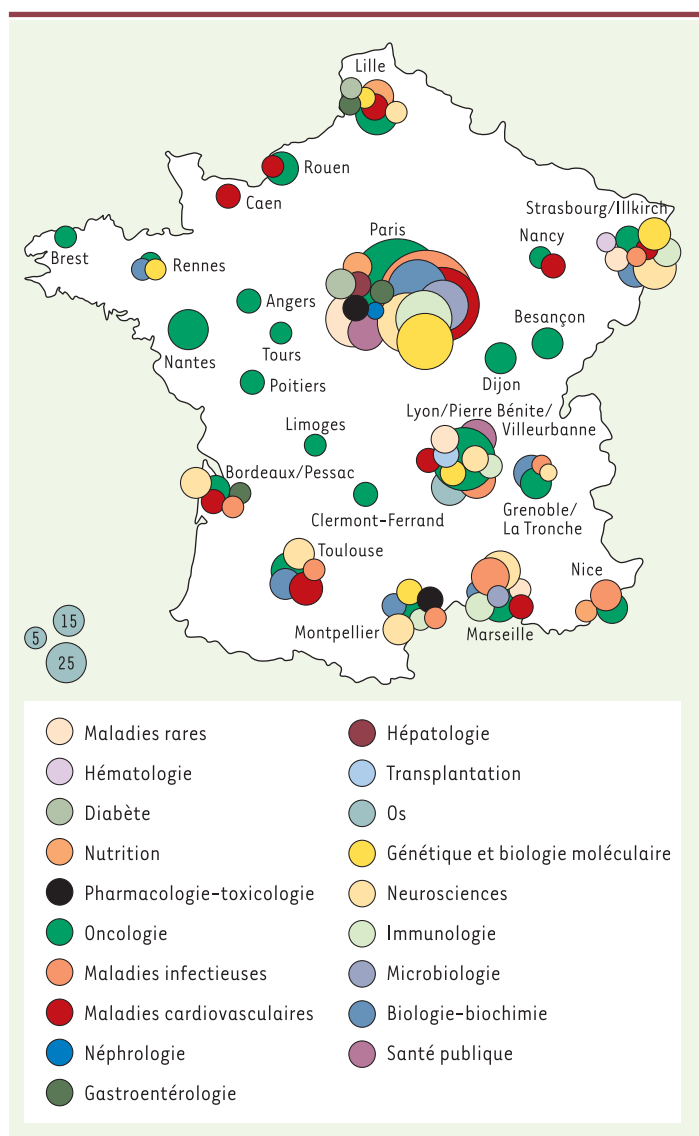 Lille
Rouen
Caen
Strasbourg/Illkirch
Paris
Nancy
Brest
Rennes
Angers
Besançon
Nantes
Tours
Dijon
Poitiers
Lyon/Pierre Bénite/
Villeurbanne
Limoges
Bordeaux/Pessac
Clermont-Ferrand
Grenoble/
La Tronche
Toulouse
Nice
Montpellier
Marseille
15
5
25
Maladies rares
Hématologie
Diabète
Nutrition
Pharmacologie-toxicologie
Oncologie
Maladies infectieuses
Maladies cardiovasculaires
Néphrologie
Gastroentérologie
Hépatologie
Transplantation
Os
Génétique et biologie moléculaire
Neurosciences
Immunologie
Microbiologie
Biologie-biochimie
Santé publique